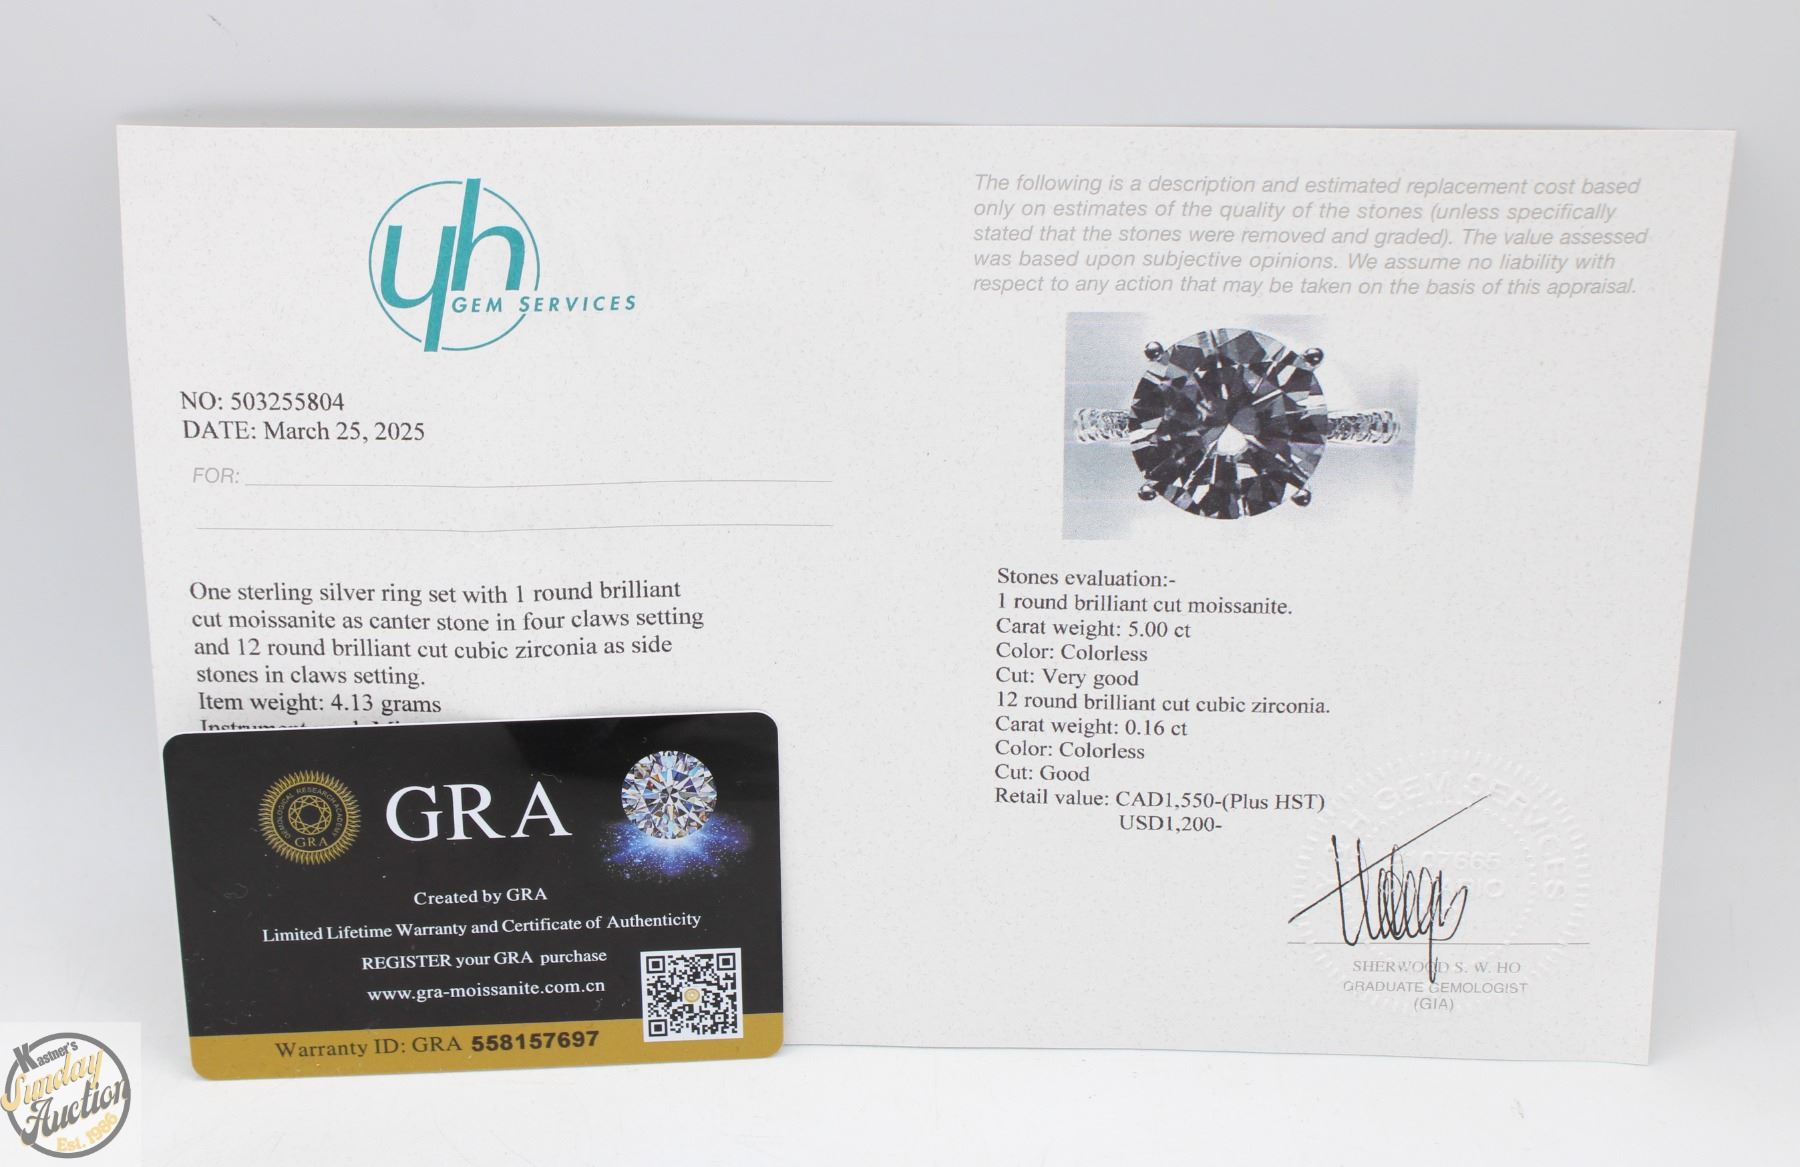 yh
GEM SERVICES
NO: 503255804
DATE: March 25, 2025
FOR:
One sterling silver ring set with 1 round brilliant
cut moissanite as canter stone in four claws setting
and 12 round brilliant cut cubic zirconia as side
stones in claws setting.
Item weight: 4.13 grams
The following is a description and estimated replacement cost based
only on estimates of the quality of the stones (unless specifically
stated that the stones were removed and graded). The value assessed
was based upon subjective opinions. We assume no liability with
respect to any action that may be taken on the basis of this appraisal.
Stones evaluation:-
1 round brilliant cut moissanite.
Carat weight: 5.00 ct
Color: Colorless
Cut: Very good
12 round brilliant cut cubic zirconia.
Carat weight: 0.16 ct
Color: Colorless
Cut: Good
Retail value: CAD1,550-(Plus HST)
USD1,200-
SHERWOOD S. W. HO
GRADUATE GEMOLOGIST
(GIA)
GEMOLOGICAL RESEARCH ACADEMY
GRA
GRA
Created by GRA
Limited Lifetime Warranty and Certificate of Authenticity
REGISTER your GRA purchase
www.gra-moissanite.com.cn
Warranty ID: GRA 558157697
Kastner's
Sunday
Auction
Est. 1986